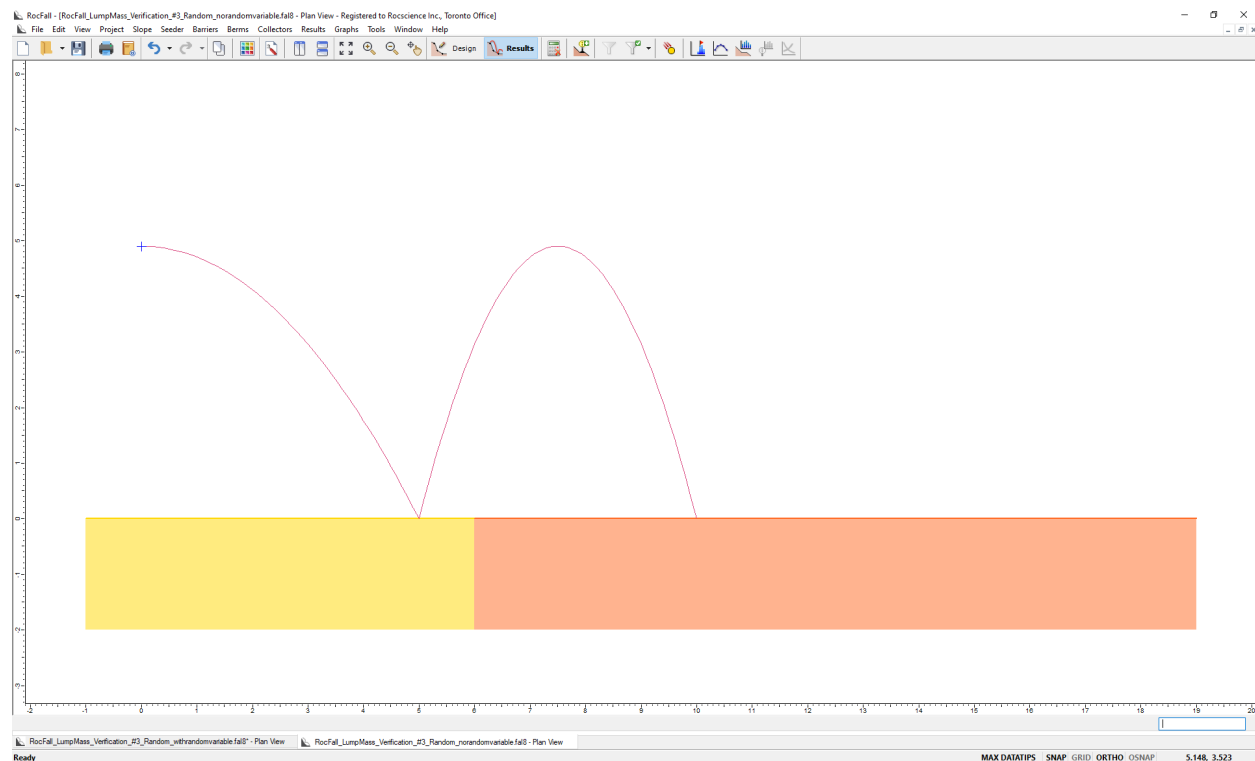 RocFall - [RocFall_LumpMass_Verification_#3_Random_norandomvariable.fal8 - Plan View - Registered to Rocscience Inc., Toronto Office]
File Edit View Project Slope Seeder Barriers Berms Collectors Results Graphs Tools Window Help
Design Results
8
7
6
5
4
3
2
1
0
-1
-2
-3
-2 -1 0 1 2 3 4 5 6 7 8 9 10 11 12 13 14 15 16 17 18 19 20
RocFall_LumpMass_Verification_#3_Random_withrandomvariable.fal8* - Plan View RocFall_LumpMass_Verification_#3_Random_norandomvariable.fal8 - Plan View
Ready MAX DATATIPS SNAP GRID ORTHO OSNAP 5.148, 3.523